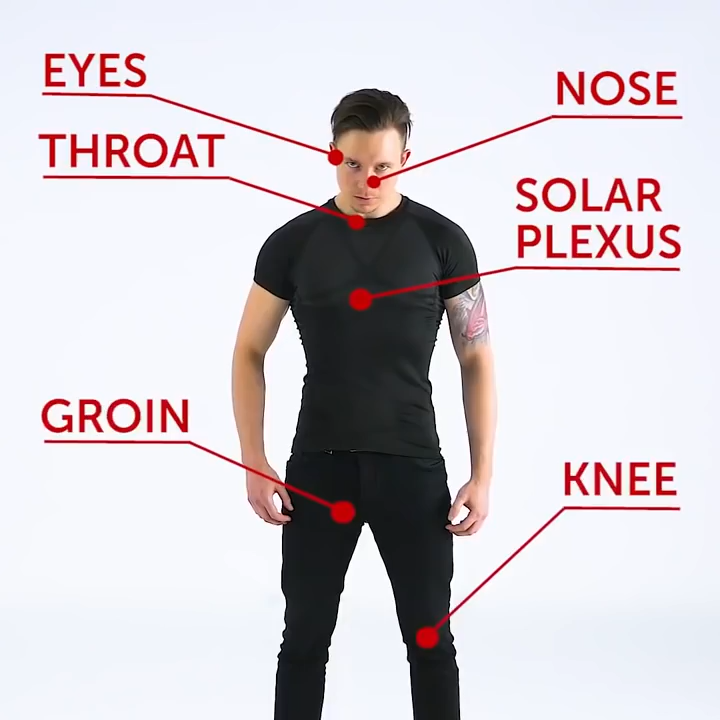 EYES
NOSE
THROAT
SOLAR
PLEXUS
GROIN
KNEE